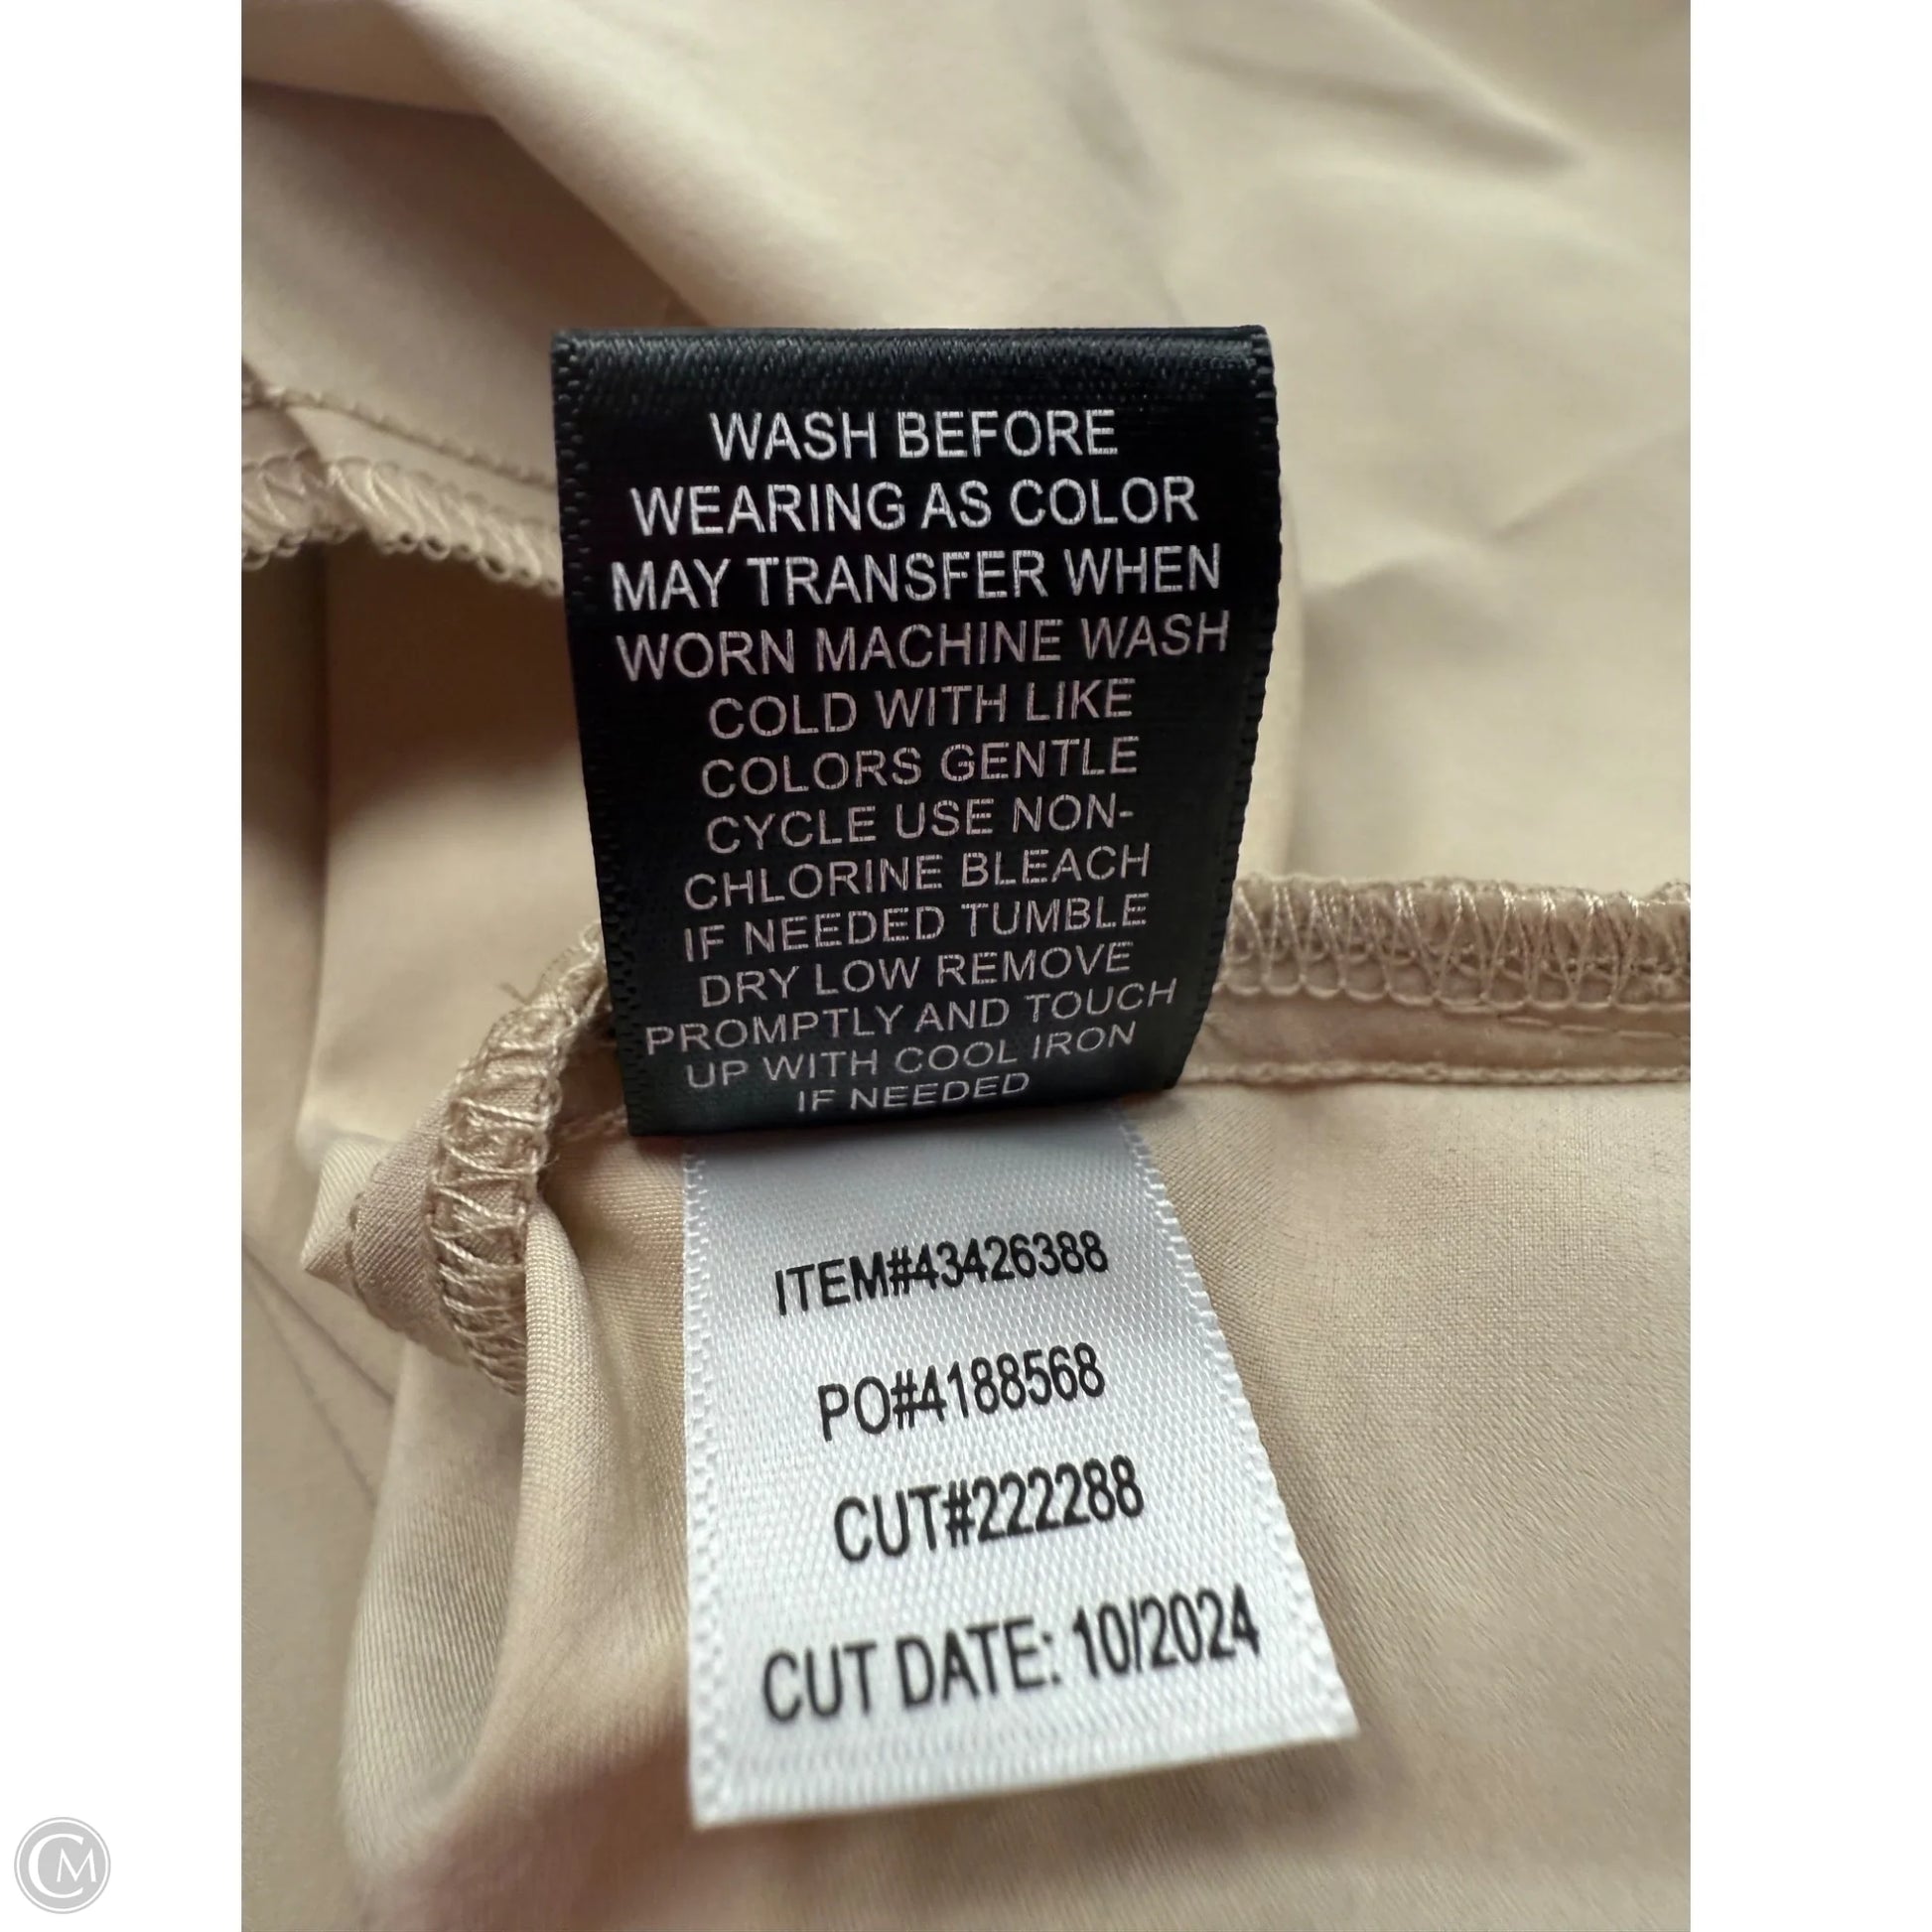 WASH BEFORE
WEARING AS COLOR
MAY TRANSFER WHEN
WORN MACHINE WASH
COLD WITH LIKE
COLORS GENTLE
CYCLE USE NON-
CHLORINE BLEACH
IF NEEDED TUMBLE
DRY LOW REMOVE
PROMPTLY AND TOUCH
UP WITH COOL IRON
IF NEEDED
ITEM#43426388
PO#4188568
CUT#222288
CUT DATE: 10/2024
CM